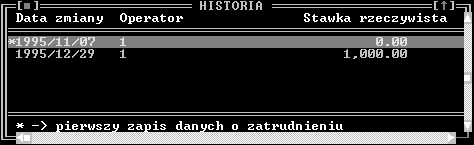 HISTORIA
Data zmiany Operator Stawka rzeczywista
*1995/11/07 1 0.00
1995/12/29 1 1,000.00
* -> pierwszy zapis danych o zatrudnieniu